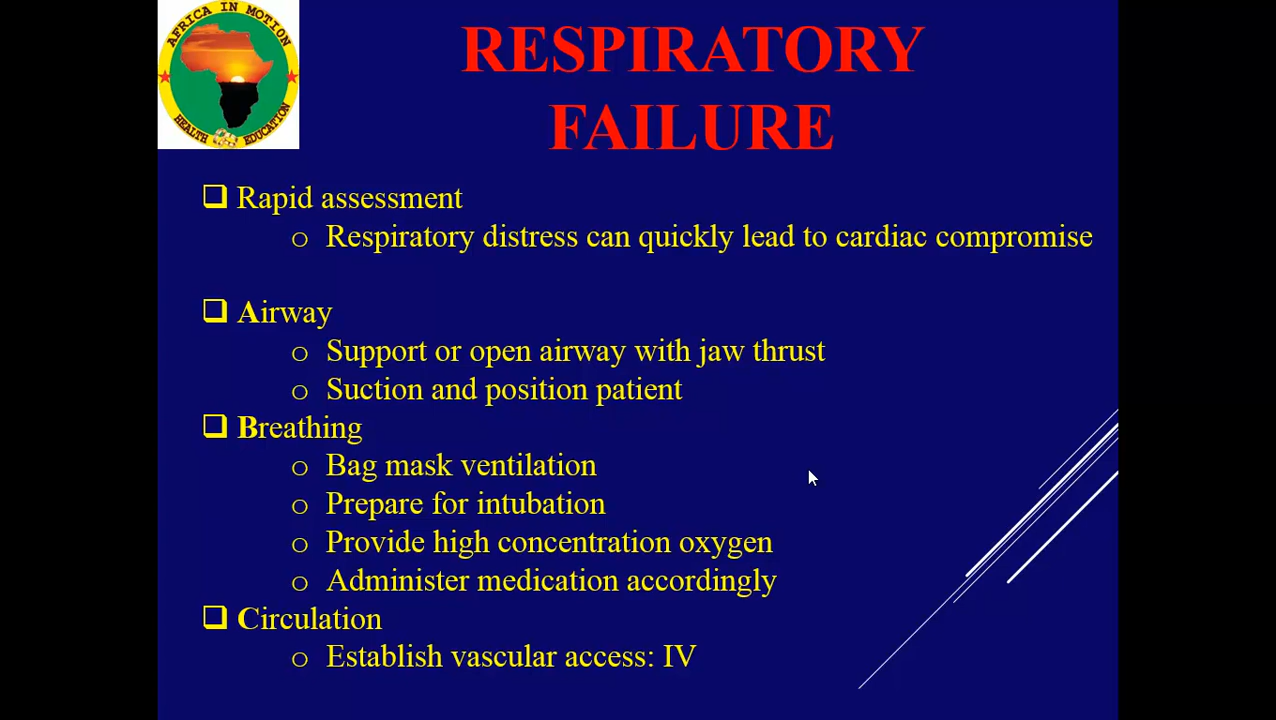 AFRICA IN MOTION
HEALTH EDUCATION
RESPIRATORY
FAILURE
❑ Rapid assessment
o Respiratory distress can quickly lead to cardiac compromise
❑ Airway
o Support or open airway with jaw thrust
o Suction and position patient
❑ Breathing
o Bag mask ventilation
o Prepare for intubation
o Provide high concentration oxygen
o Administer medication accordingly
❑ Circulation
o Establish vascular access: IV